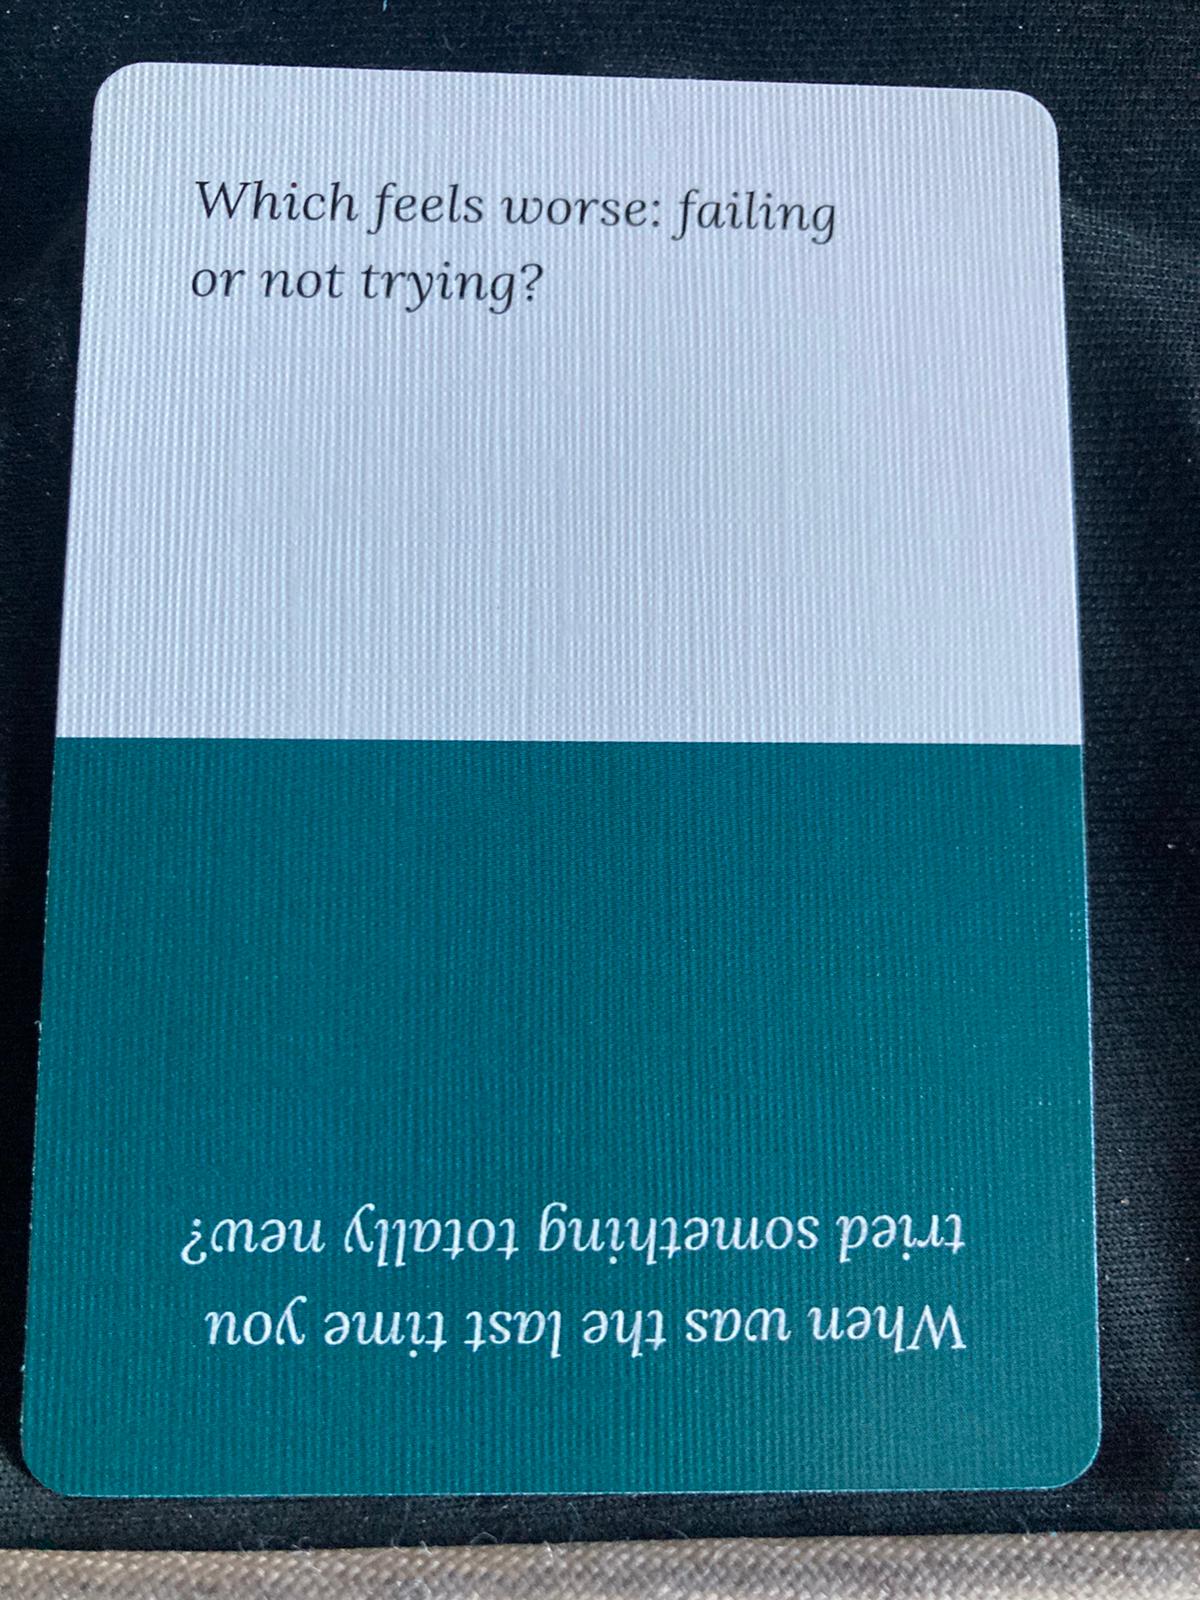 Which feels worse: failing
or not trying?
When was the last time you
tried something totally new?